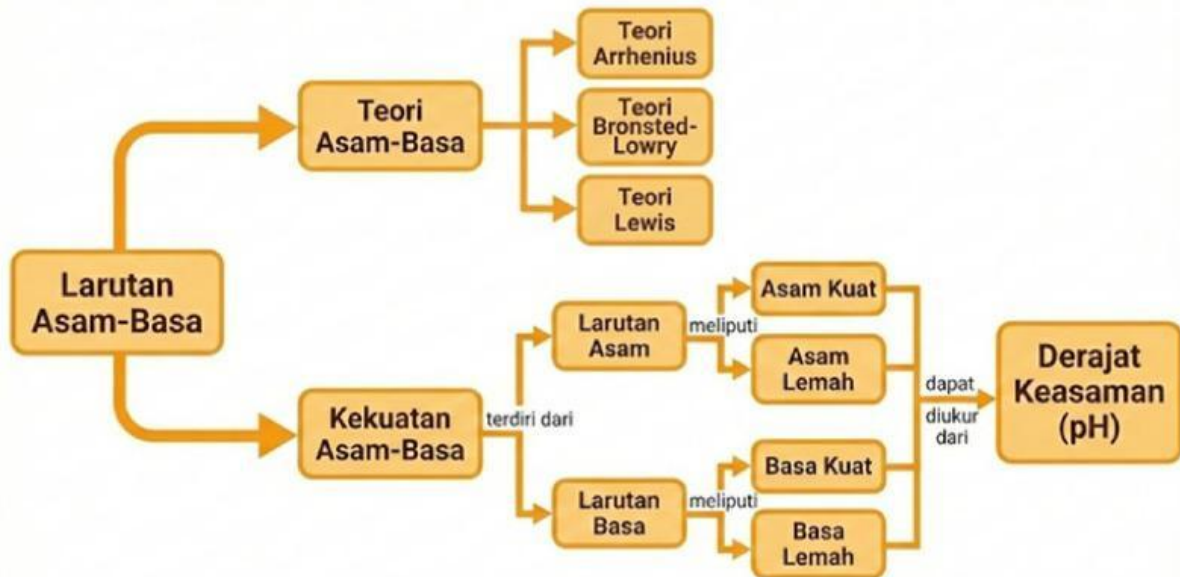 Teori
Arrhenius
Teori
Asam-Basa
Teori
Bronsted-
Lowry
Teori
Lewis
Larutan
Asam-Basa
Kekuatan
Asam-Basa
terdiri dari
Larutan
Asam
meliputi
Asam Kuat
Asam
Lemah
Larutan
Basa
meliputi
Basa Kuat
Basa
Lemah
dapat
diukur
dari
Derajat
Keasaman
(pH)